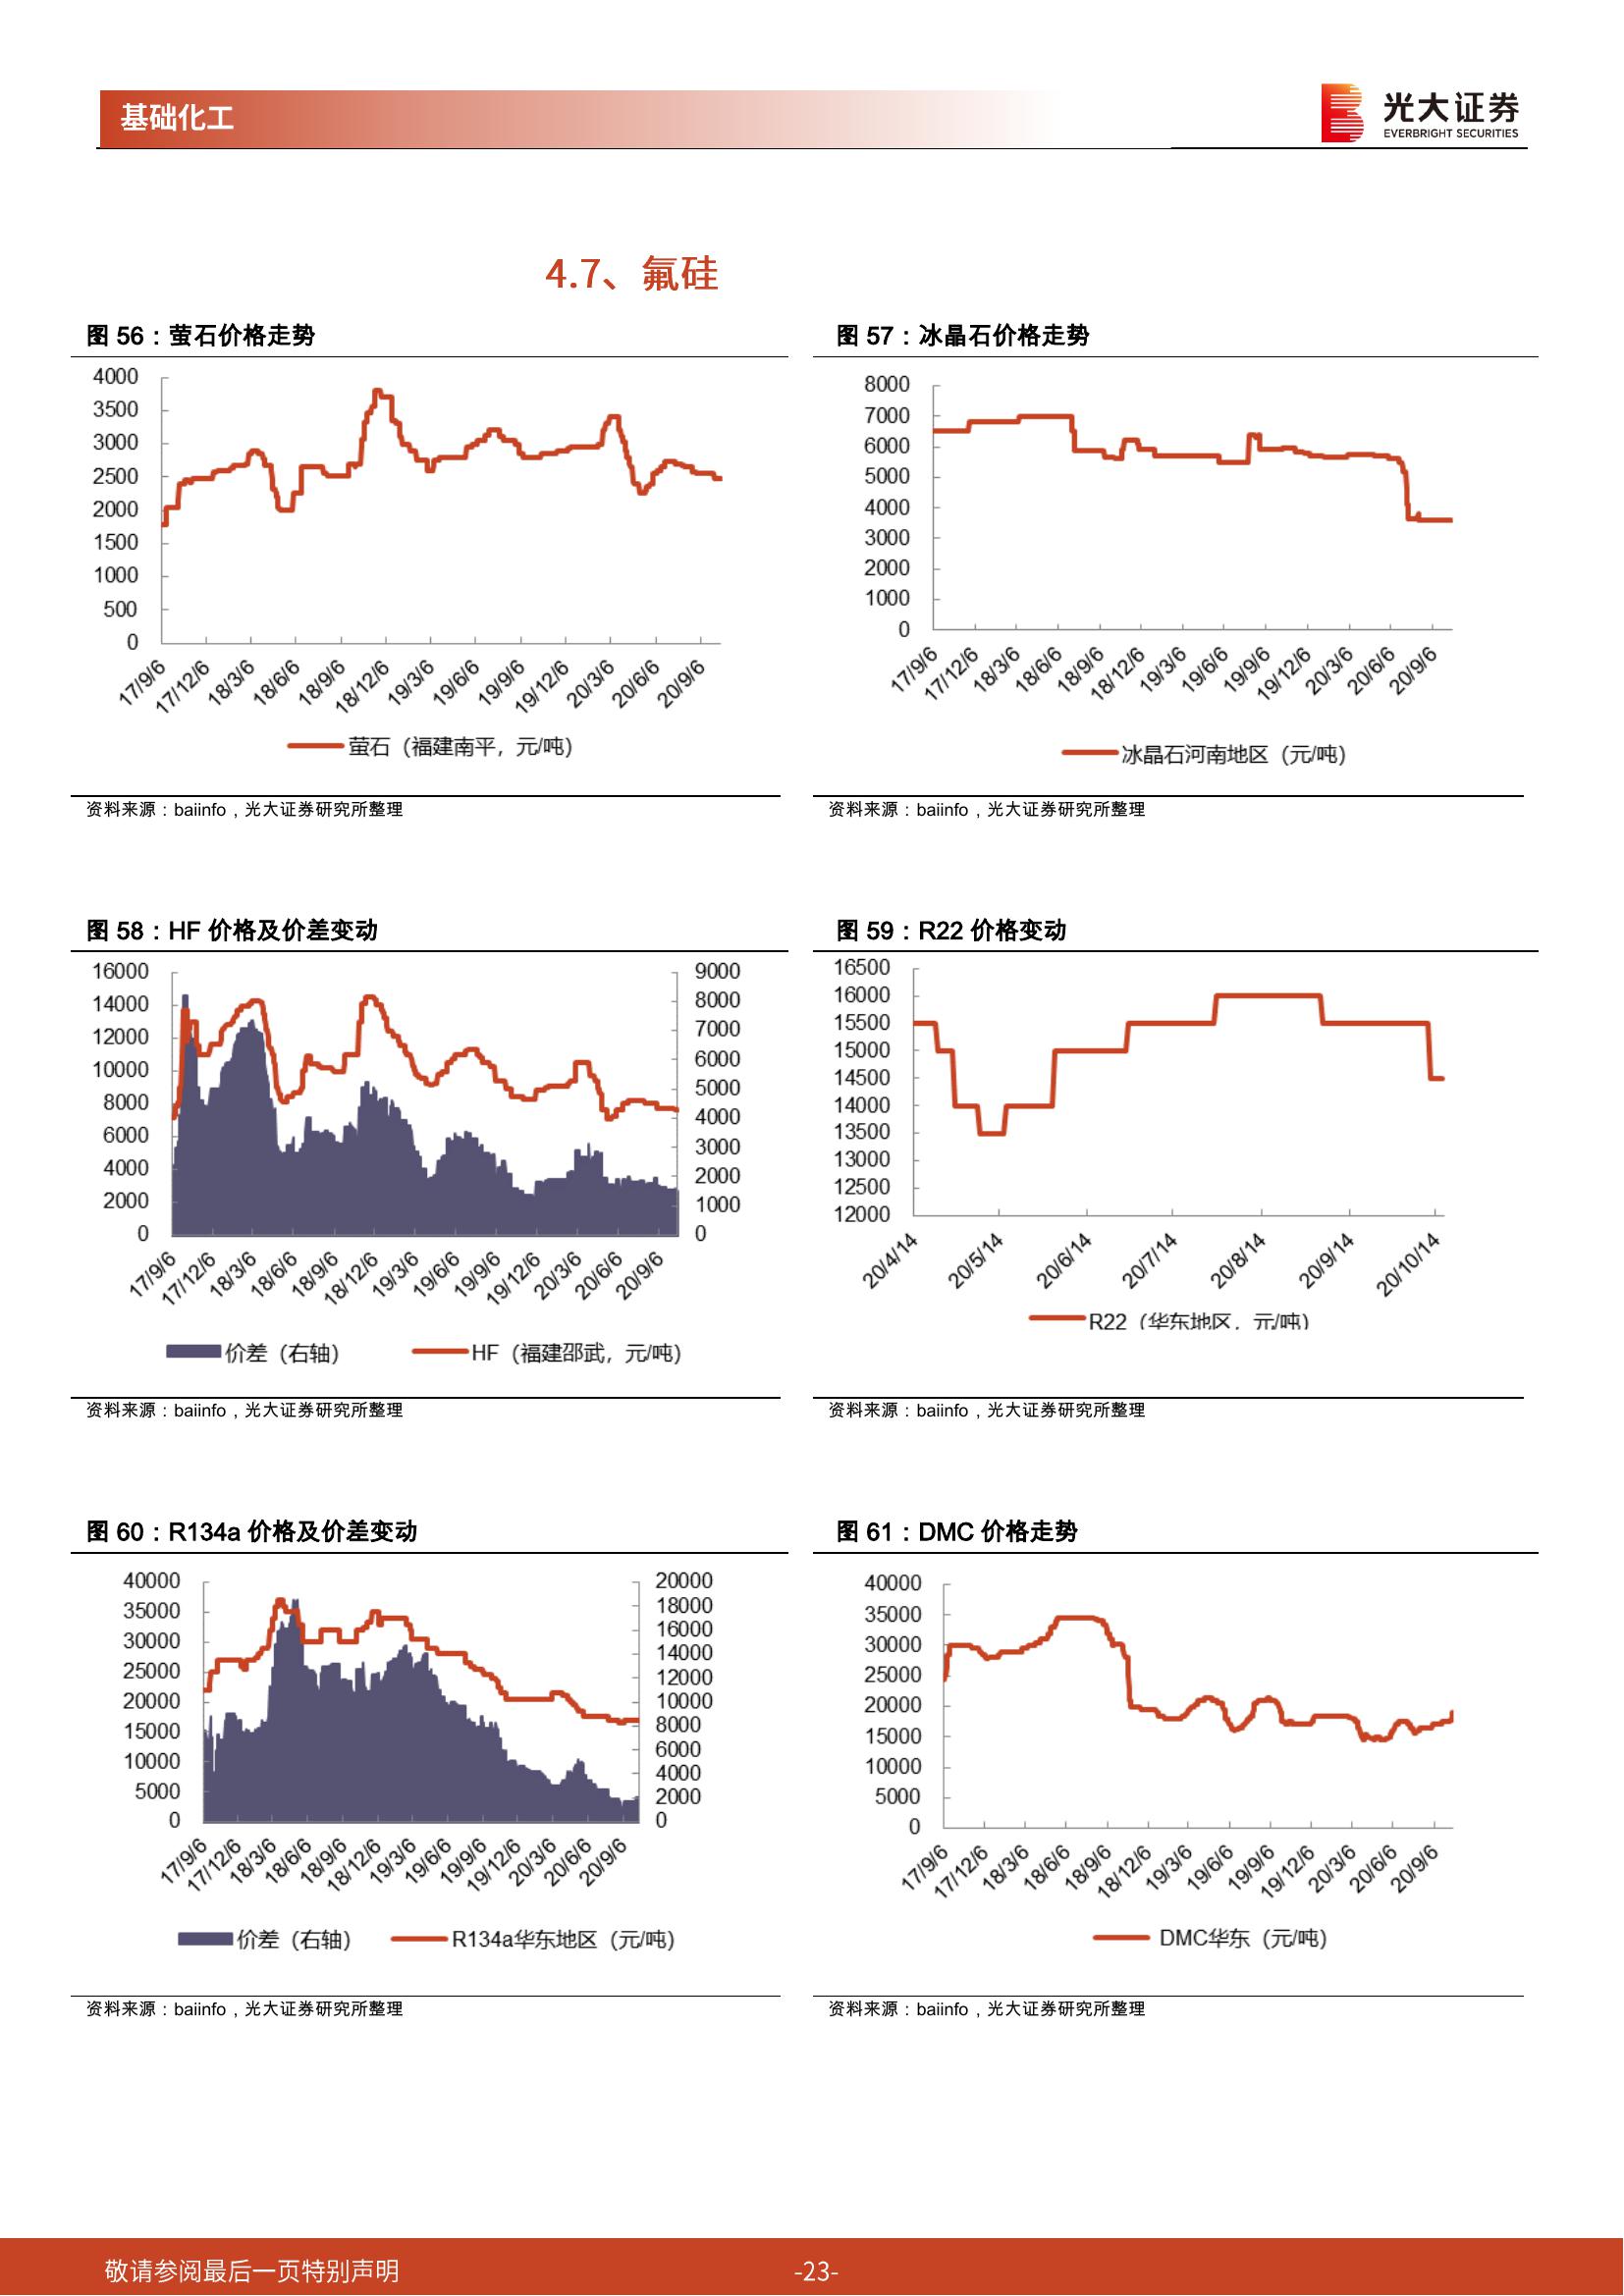 基础化工
光大证券
EVERBRIGHT SECURITIES
4.7、氟硅
图 56：萤石价格走势
4000
3500
3000
2500
2000
1500
1000
500
0
17/9/6 17/12/6 18/3/6 18/6/6 18/9/6 18/12/6 19/3/6 19/6/6 19/9/6 19/12/6 20/3/6 20/6/6 20/9/6
萤石（福建南平，元/吨）
资料来源：baiinfo，光大证券研究所整理
图 57：冰晶石价格走势
8000
7000
6000
5000
4000
3000
2000
1000
0
17/9/6 17/12/6 18/3/6 18/6/6 18/9/6 18/12/6 19/3/6 19/6/6 19/9/6 19/12/6 20/3/6 20/6/6 20/9/6
冰晶石河南地区（元/吨）
资料来源：baiinfo，光大证券研究所整理
图 58：HF 价格及价差变动
16000
14000
12000
10000
8000
6000
4000
2000
0
9000
8000
7000
6000
5000
4000
3000
2000
1000
0
17/9/6 17/12/6 18/3/6 18/6/6 18/9/6 18/12/6 19/3/6 19/6/6 19/9/6 19/12/6 20/3/6 20/6/6 20/9/6
价差（右轴） HF（福建邵武，元/吨）
资料来源：baiinfo，光大证券研究所整理
图 59：R22 价格变动
16500
16000
15500
15000
14500
14000
13500
13000
12500
12000
20/4/14 20/5/14 20/6/14 20/7/14 20/8/14 20/9/14 20/10/14
R22（华东地区，元/吨）
资料来源：baiinfo，光大证券研究所整理
图 60：R134a 价格及价差变动
40000
35000
30000
25000
20000
15000
10000
5000
0
20000
18000
16000
14000
12000
10000
8000
6000
4000
2000
0
17/9/6 17/12/6 18/3/6 18/6/6 18/9/6 18/12/6 19/3/6 19/6/6 19/9/6 19/12/6 20/3/6 20/6/6 20/9/6
价差（右轴） R134a华东地区（元/吨）
资料来源：baiinfo，光大证券研究所整理
图 61：DMC 价格走势
40000
35000
30000
25000
20000
15000
10000
5000
0
17/9/6 17/12/6 18/3/6 18/6/6 18/9/6 18/12/6 19/3/6 19/6/6 19/9/6 19/12/6 20/3/6 20/6/6 20/9/6
DMC华东（元/吨）
资料来源：baiinfo，光大证券研究所整理
敬请参阅最后一页特别声明
-23-